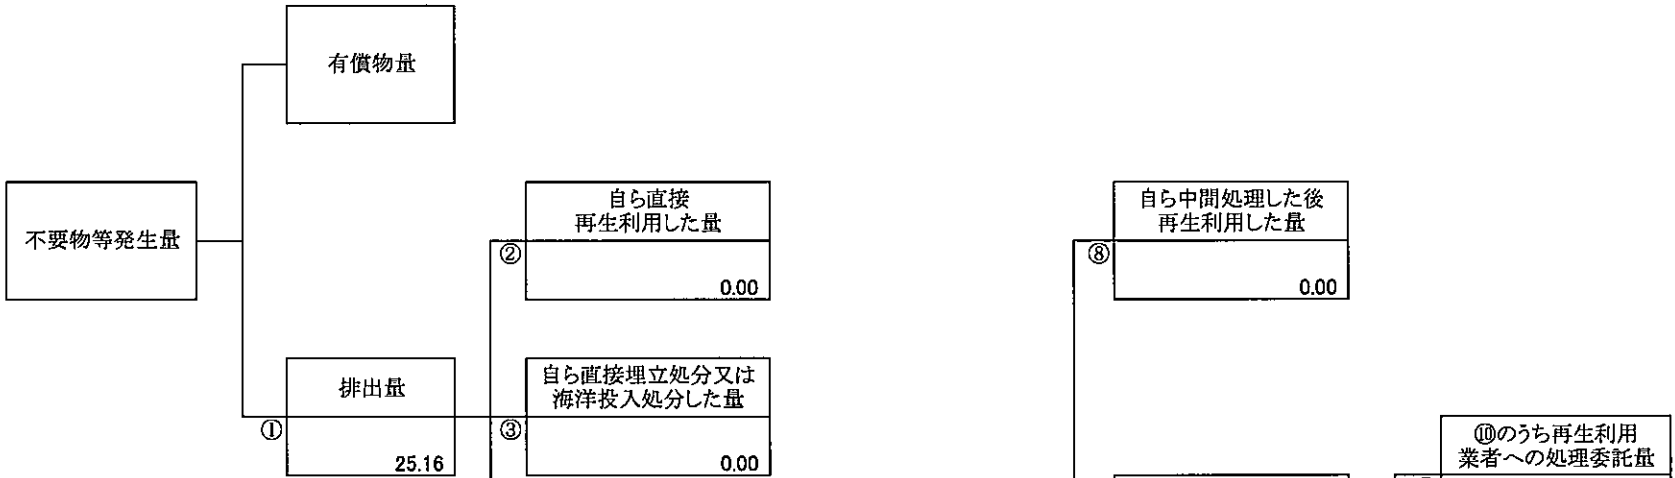 有償物量
不要物等発生量
自ら直接
再生利用した量
②
0.00
自ら中間処理した後
再生利用した量
⑧
0.00
排出量
①
25.16
自ら直接埋立処分又は
海洋投入処分した量
③
0.00
⑩のうち再生利用
業者への処理委託量